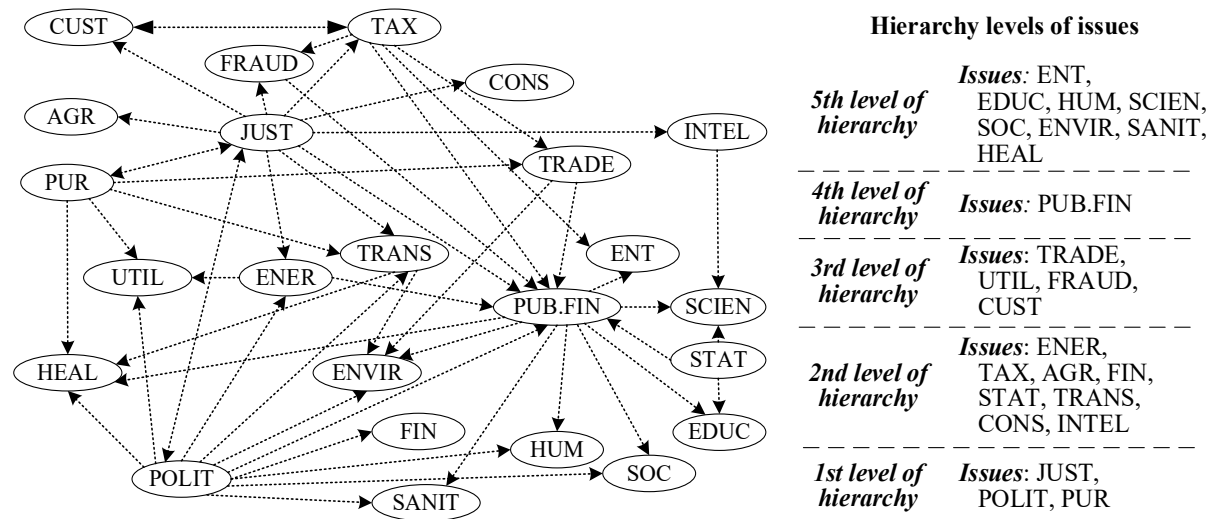 CUST
TAX
FRAUD
CONS
AGR
JUST
INTEL
TRADE
PUR
TRANS
ENT
UTIL
ENER
PUB.FIN
SCIEN
STAT
HEAL
ENVIR
FIN
EDUC
HUM
SOC
POLIT
SANIT
Hierarchy levels of issues
5th level of
hierarchy
Issues: ENT,
EDUC, HUM, SCIEN,
SOC, ENVIR, SANIT,
HEAL
4th level of
hierarchy
Issues: PUB.FIN
3rd level of
hierarchy
Issues: TRADE,
UTIL, FRAUD,
CUST
2nd level of
hierarchy
Issues: ENER,
TAX, AGR, FIN,
STAT, TRANS,
CONS, INTEL
1st level of
hierarchy
Issues: JUST,
POLIT, PUR